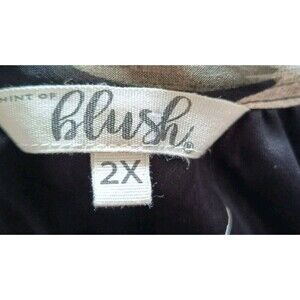 HINT OF
blush®
2X